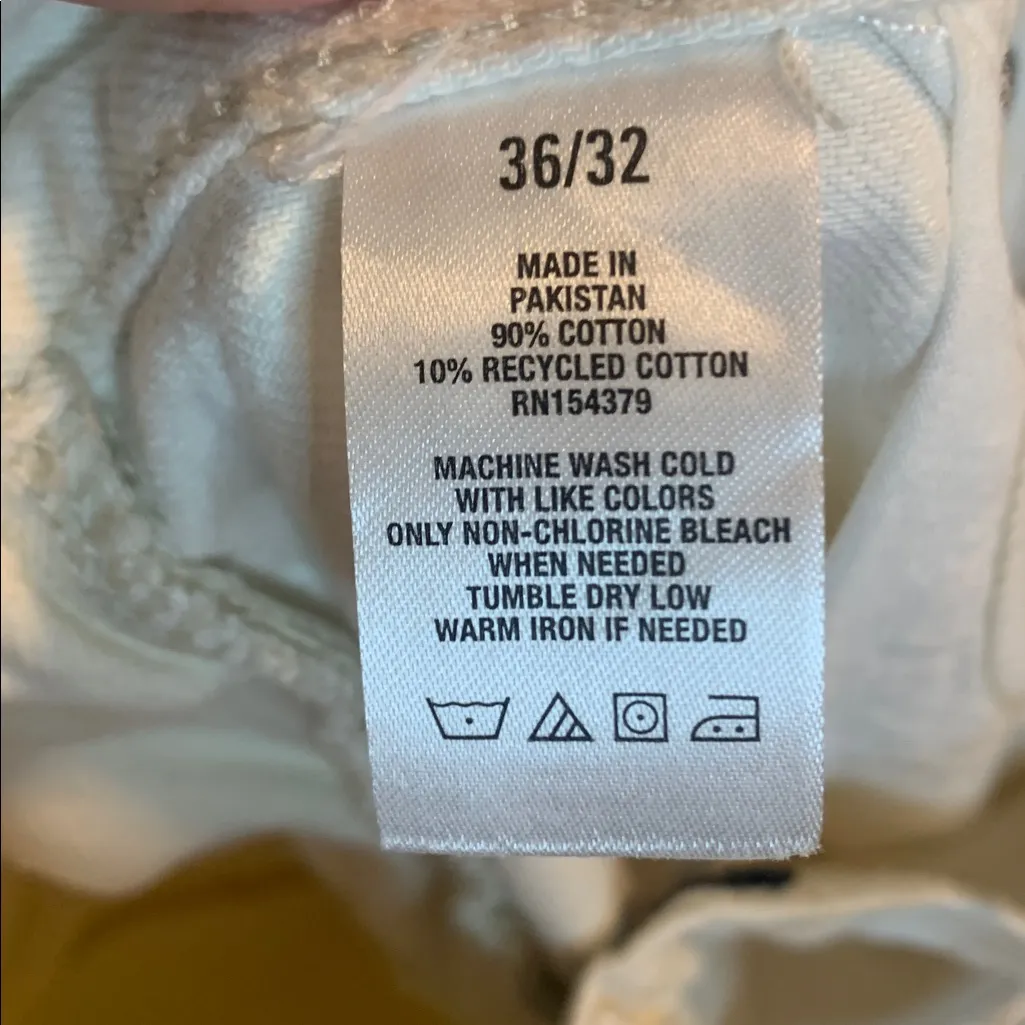 36/32
MADE IN
PAKISTAN
90% COTTON
10% RECYCLED COTTON
RN154379
MACHINE WASH COLD
WITH LIKE COLORS
ONLY NON-CHLORINE BLEACH
WHEN NEEDED
TUMBLE DRY LOW
WARM IRON IF NEEDED